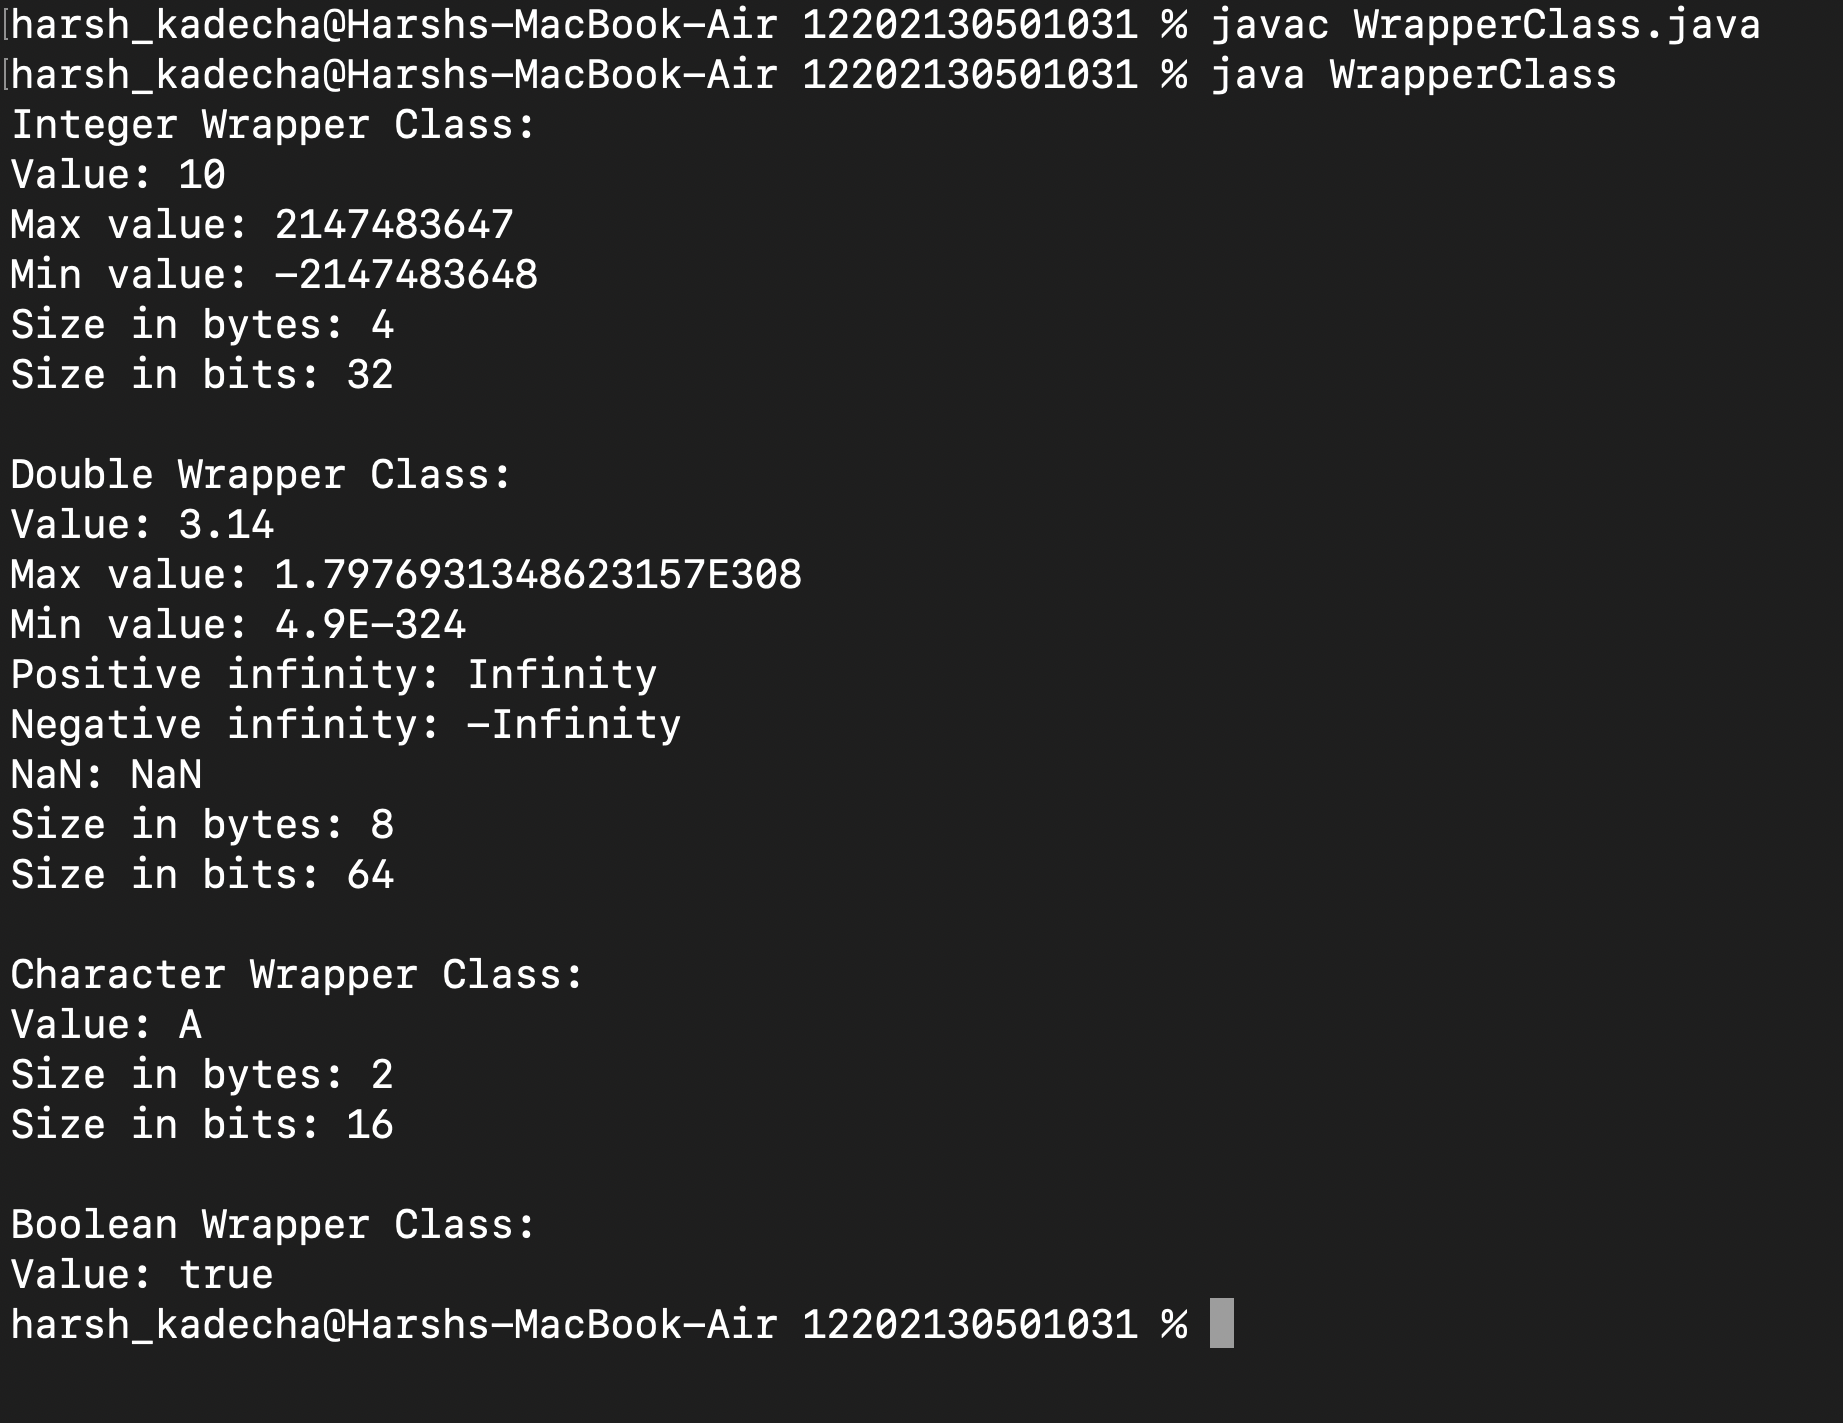 [harsh_kadecha@Harshs-MacBook-Air 12202130501031 % javac WrapperClass.java
[harsh_kadecha@Harshs-MacBook-Air 12202130501031 % java WrapperClass
Integer Wrapper Class:
Value: 10
Max value: 2147483647
Min value: -2147483648
Size in bytes: 4
Size in bits: 32

Double Wrapper Class:
Value: 3.14
Max value: 1.7976931348623157E308
Min value: 4.9E-324
Positive infinity: Infinity
Negative infinity: -Infinity
NaN: NaN
Size in bytes: 8
Size in bits: 64

Character Wrapper Class:
Value: A
Size in bytes: 2
Size in bits: 16

Boolean Wrapper Class:
Value: true
harsh_kadecha@Harshs-MacBook-Air 12202130501031 %